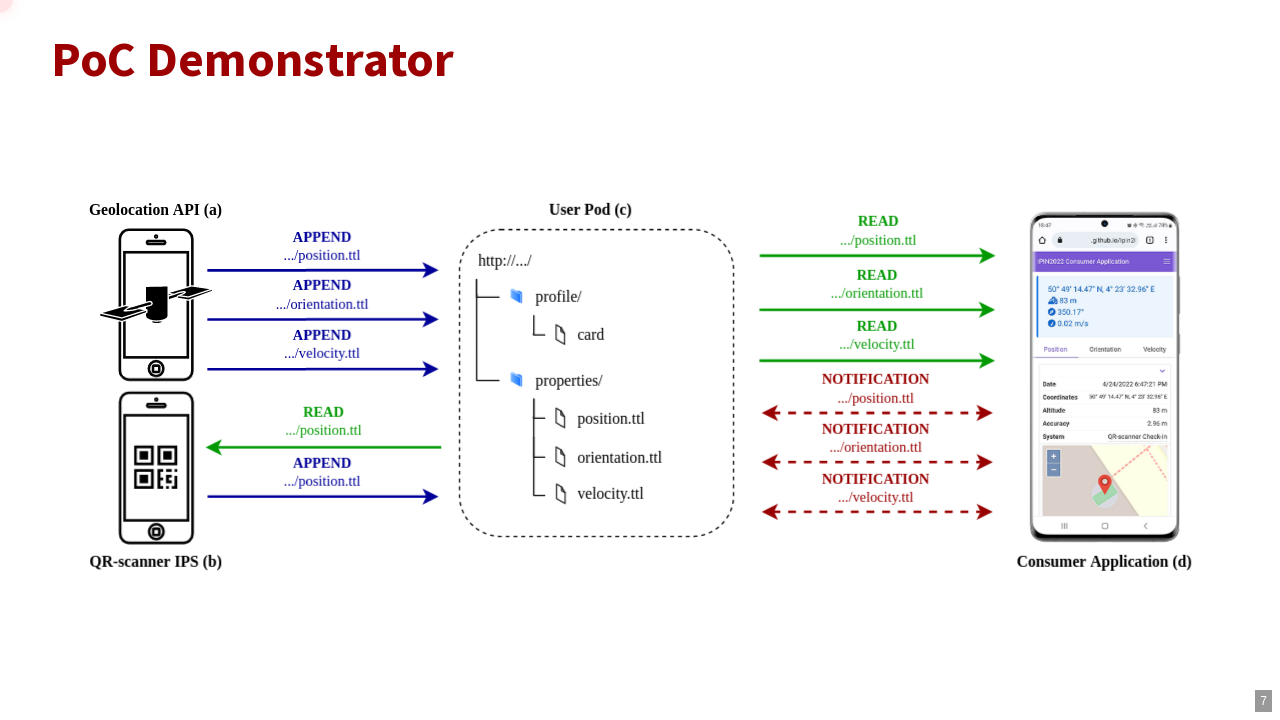 PoC Demonstrator
Geolocation API (a)
APPEND
.../position.ttl
APPEND
.../orientation.ttl
APPEND
.../velocity.ttl
READ
.../position.ttl
APPEND
.../position.ttl
QR-scanner IPS (b)
User Pod (c)
http://.../
profile/
card
properties/
position.ttl
orientation.ttl
velocity.ttl
READ
.../position.ttl
READ
.../orientation.ttl
READ
.../velocity.ttl
NOTIFICATION
.../position.ttl
NOTIFICATION
.../orientation.ttl
NOTIFICATION
.../velocity.ttl
IPIN2022 Consumer Application
50° 49' 14.47" N, 4° 23' 32.96" E
83 m
350.17°
0.02 m/s
Position Orientation Velocity
Date 4/24/2022 6:47:21 PM
Coordinates 50° 49' 14.47" N, 4° 23' 32.96" E
Altitude 83 m
Accuracy 2.96 m
System QR-scanner Check-in
+
−
Consumer Application (d)
7